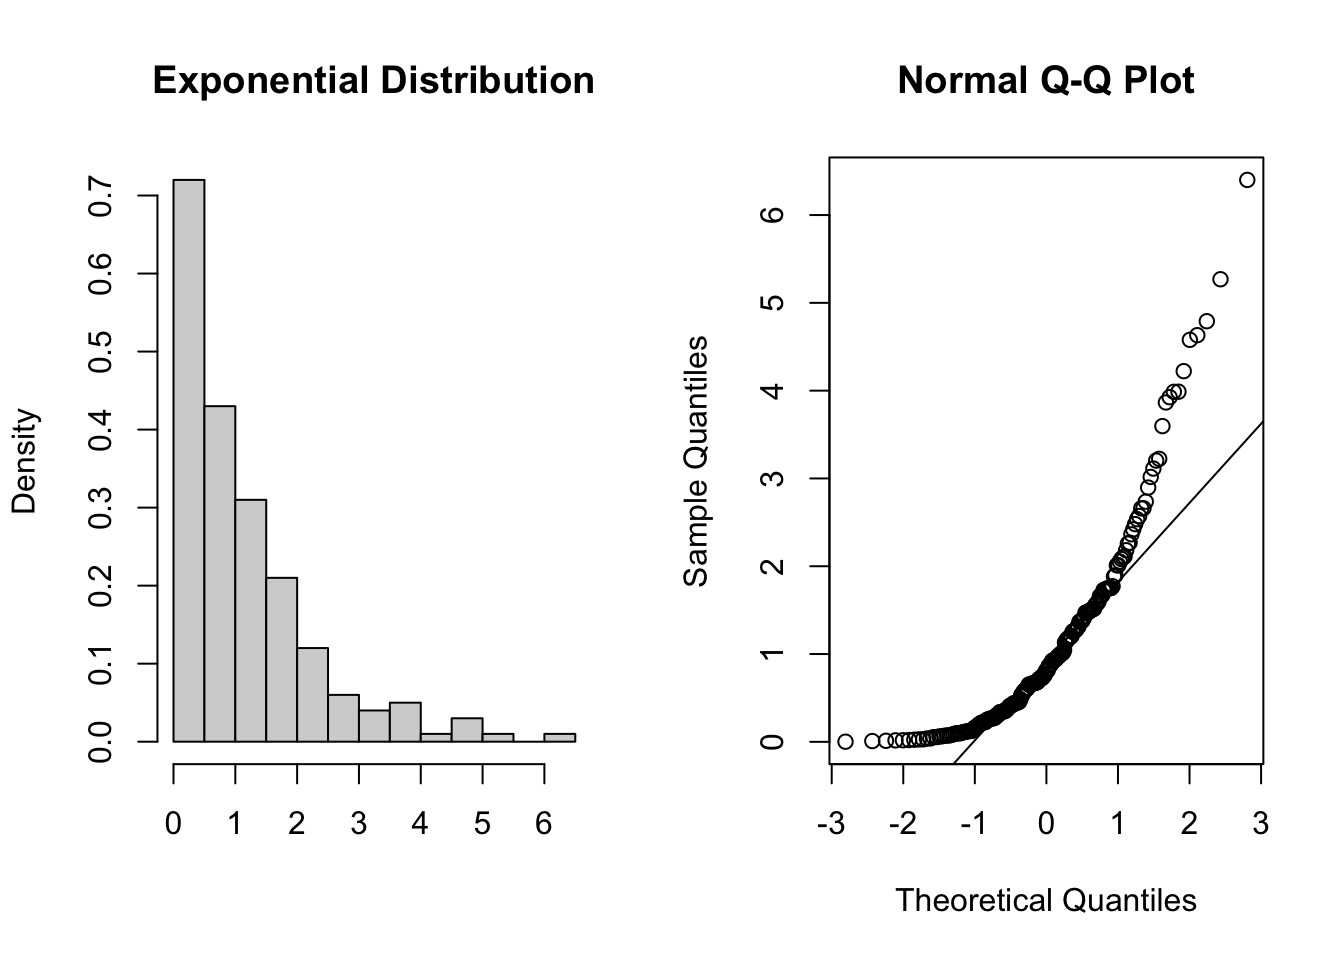 Exponential Distribution
Density
0.0 0.1 0.2 0.3 0.4 0.5 0.6 0.7
0 1 2 3 4 5 6
Normal Q-Q Plot
Sample Quantiles
0 1 2 3 4 5 6
-3 -2 -1 0 1 2 3
Theoretical Quantiles